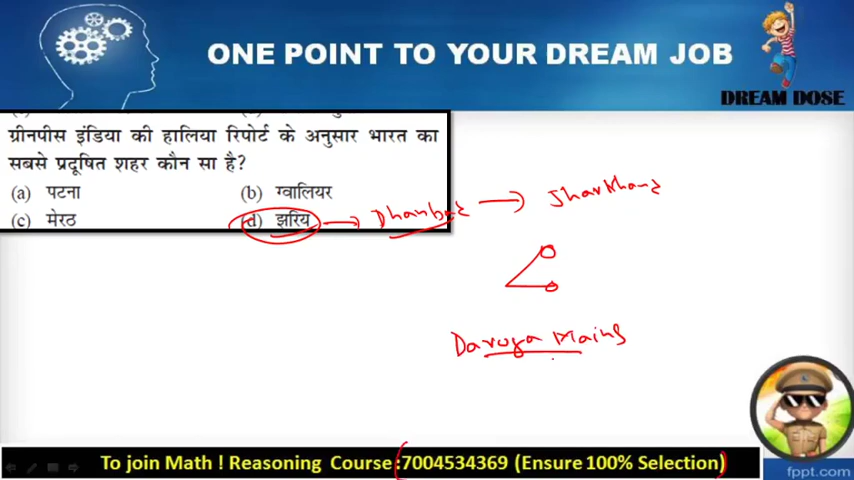 ONE POINT TO YOUR DREAM JOB
DREAM DOSE
ग्रीनपीस इंडिया की हालिया रिपोर्ट के अनुसार भारत का
सबसे प्रदूषित शहर कौन सा है?
(a) पटना (b) ग्वालियर
(c) मेरठ (d) झरिय → Dhanbad → Jharkhand
Daroga Mains
To join Math ! Reasoning Course :7004534369 (Ensure 100% Selection)
fppt.com